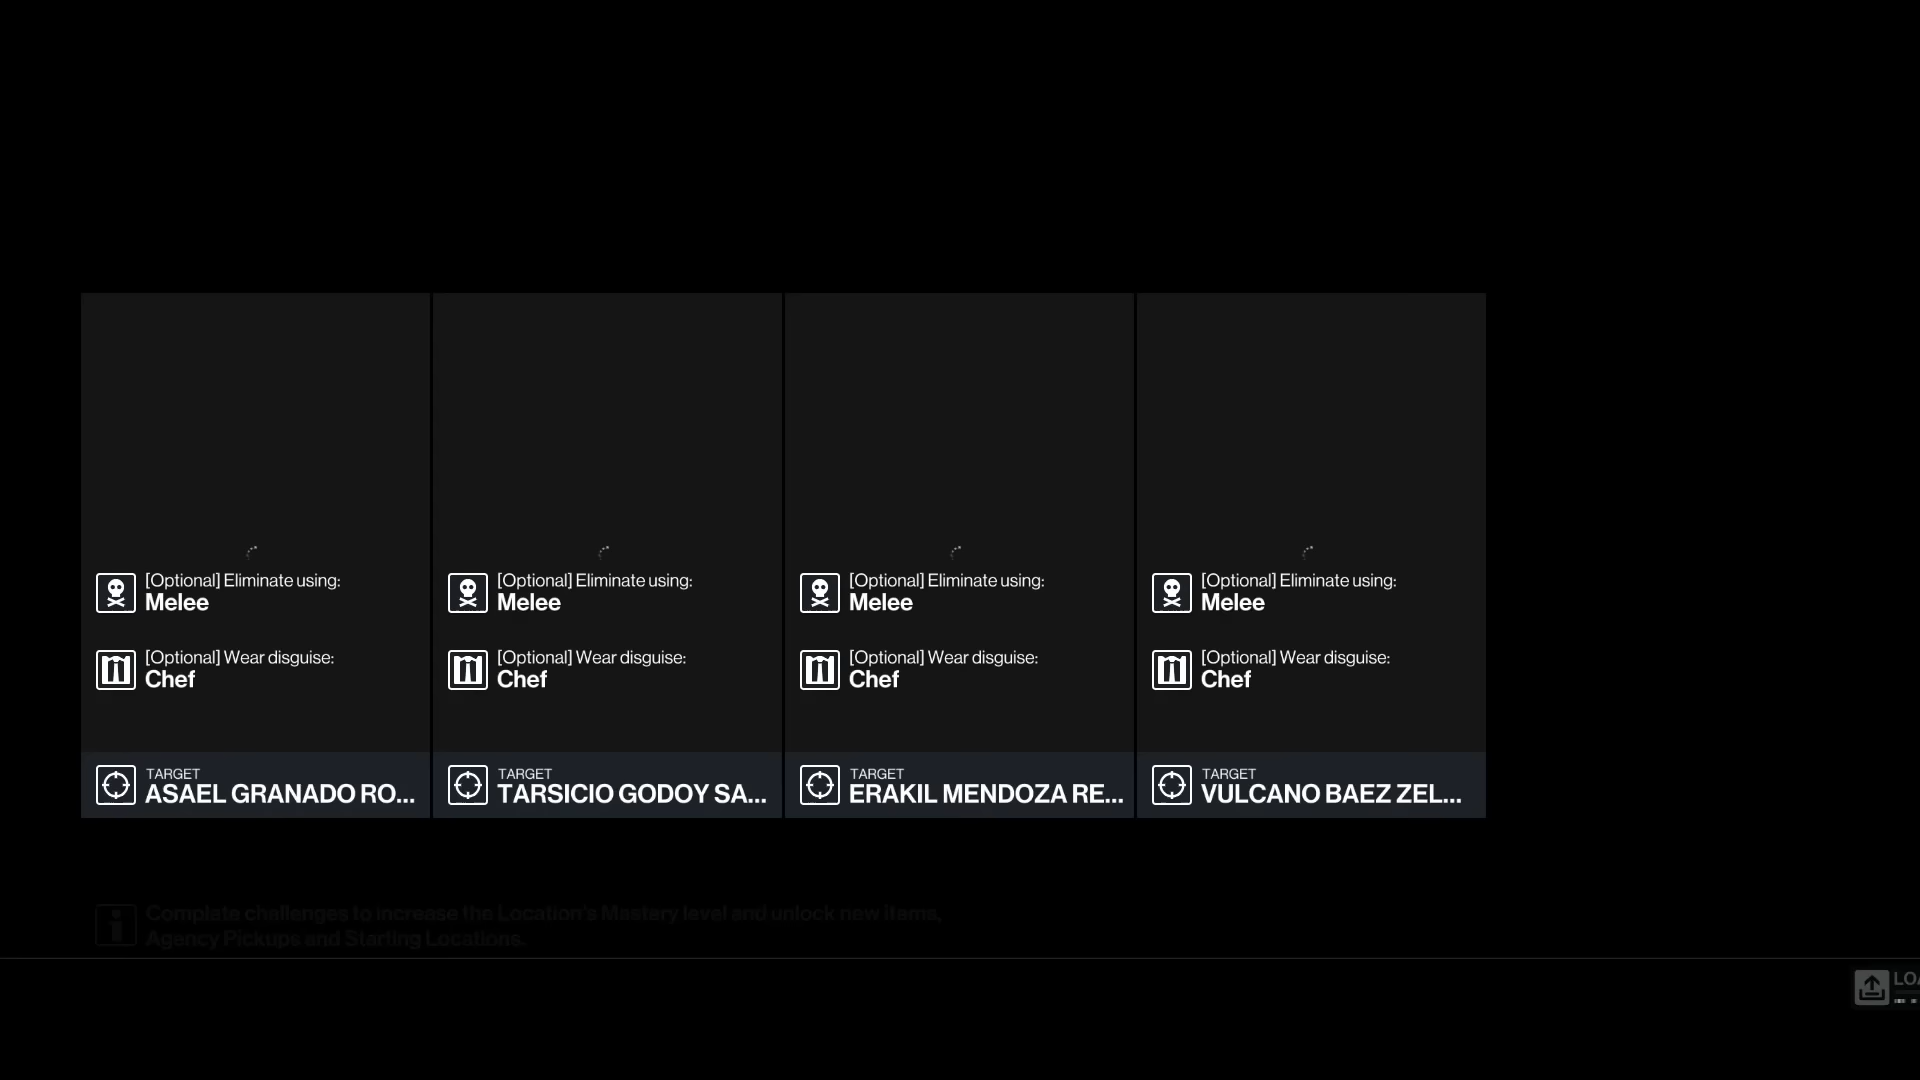 [Optional] Eliminate using:
Melee
[Optional] Wear disguise:
Chef
TARGET
ASAEL GRANADO RO...
[Optional] Eliminate using:
Melee
[Optional] Wear disguise:
Chef
TARGET
TARSICIO GODOY SA...
[Optional] Eliminate using:
Melee
[Optional] Wear disguise:
Chef
TARGET
ERAKIL MENDOZA RE...
[Optional] Eliminate using:
Melee
[Optional] Wear disguise:
Chef
TARGET
VULCANO BAEZ ZEL...
Complete challenges to increase the Location's Mastery level and unlock new items,
Agency Pickups and Starting Locations.